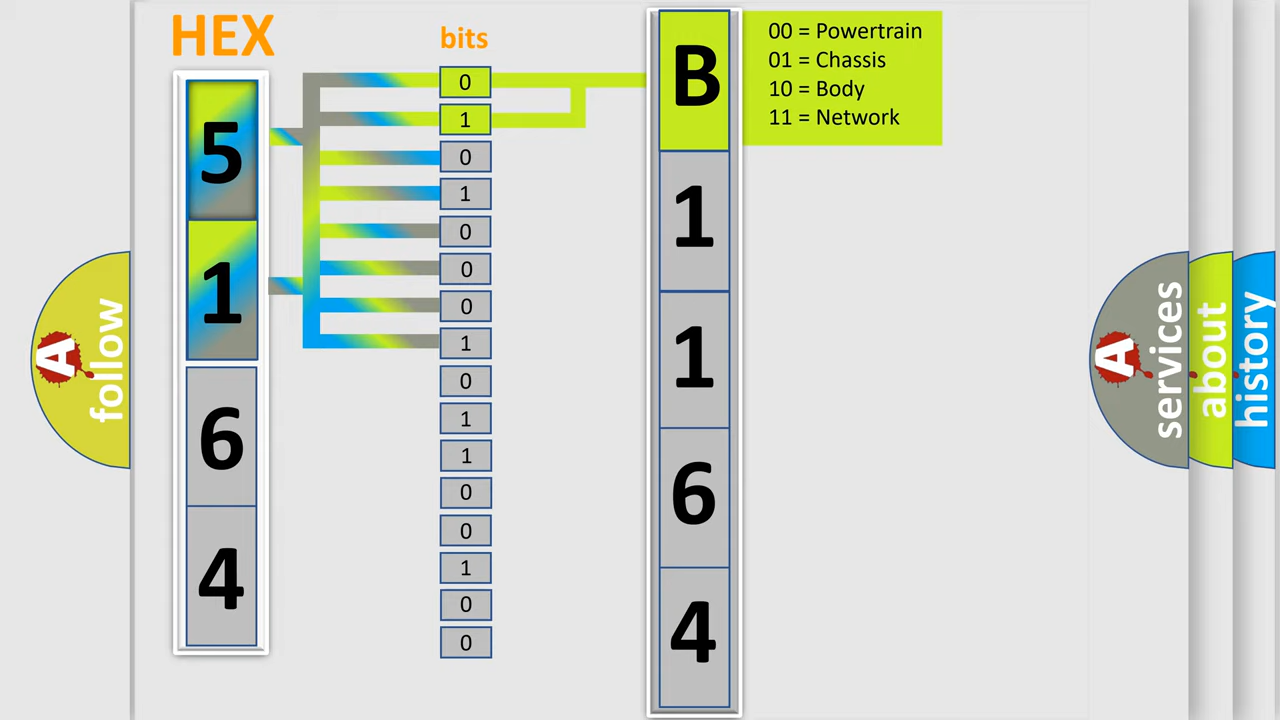 HEX
bits
5
1
6
4
0
1
0
1
0
0
0
1
0
1
1
0
0
1
0
0
B
1
1
6
4
00 = Powertrain
01 = Chassis
10 = Body
11 = Network
A
follow
A
services
about
history